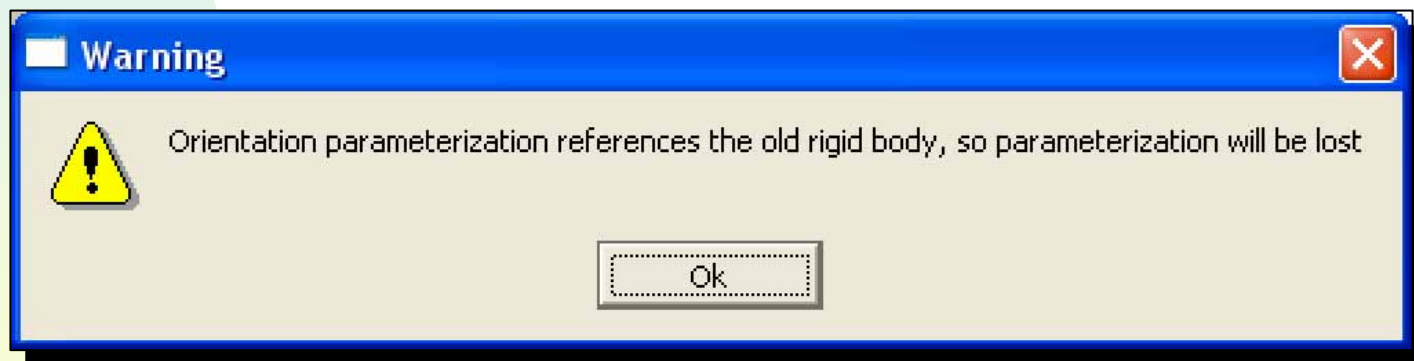 Warning
Orientation parameterization references the old rigid body, so parameterization will be lost
Ok